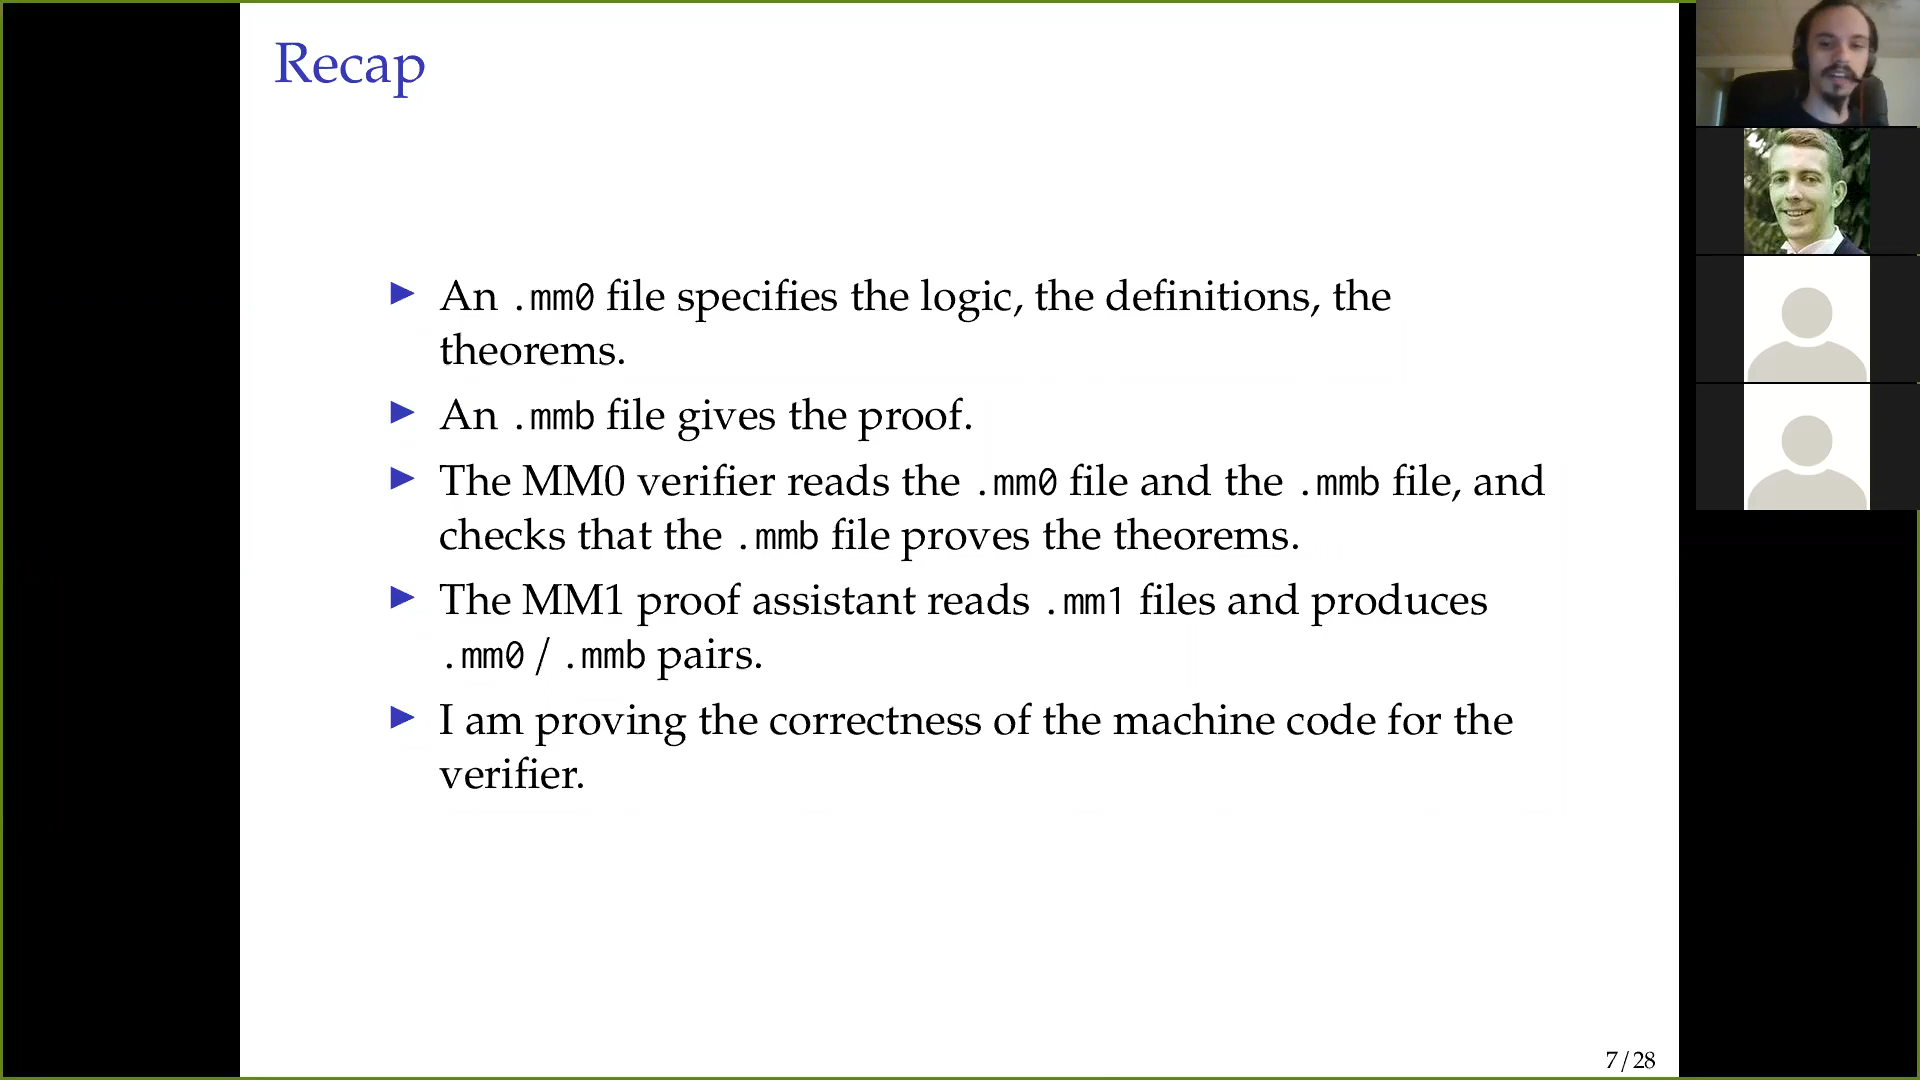 Recap
An .mm0 file specifies the logic, the definitions, the
theorems.
An .mmb file gives the proof.
The MM0 verifier reads the .mm0 file and the .mmb file, and
checks that the .mmb file proves the theorems.
The MM1 proof assistant reads .mm1 files and produces
.mm0 / .mmb pairs.
I am proving the correctness of the machine code for the
verifier.
7/28